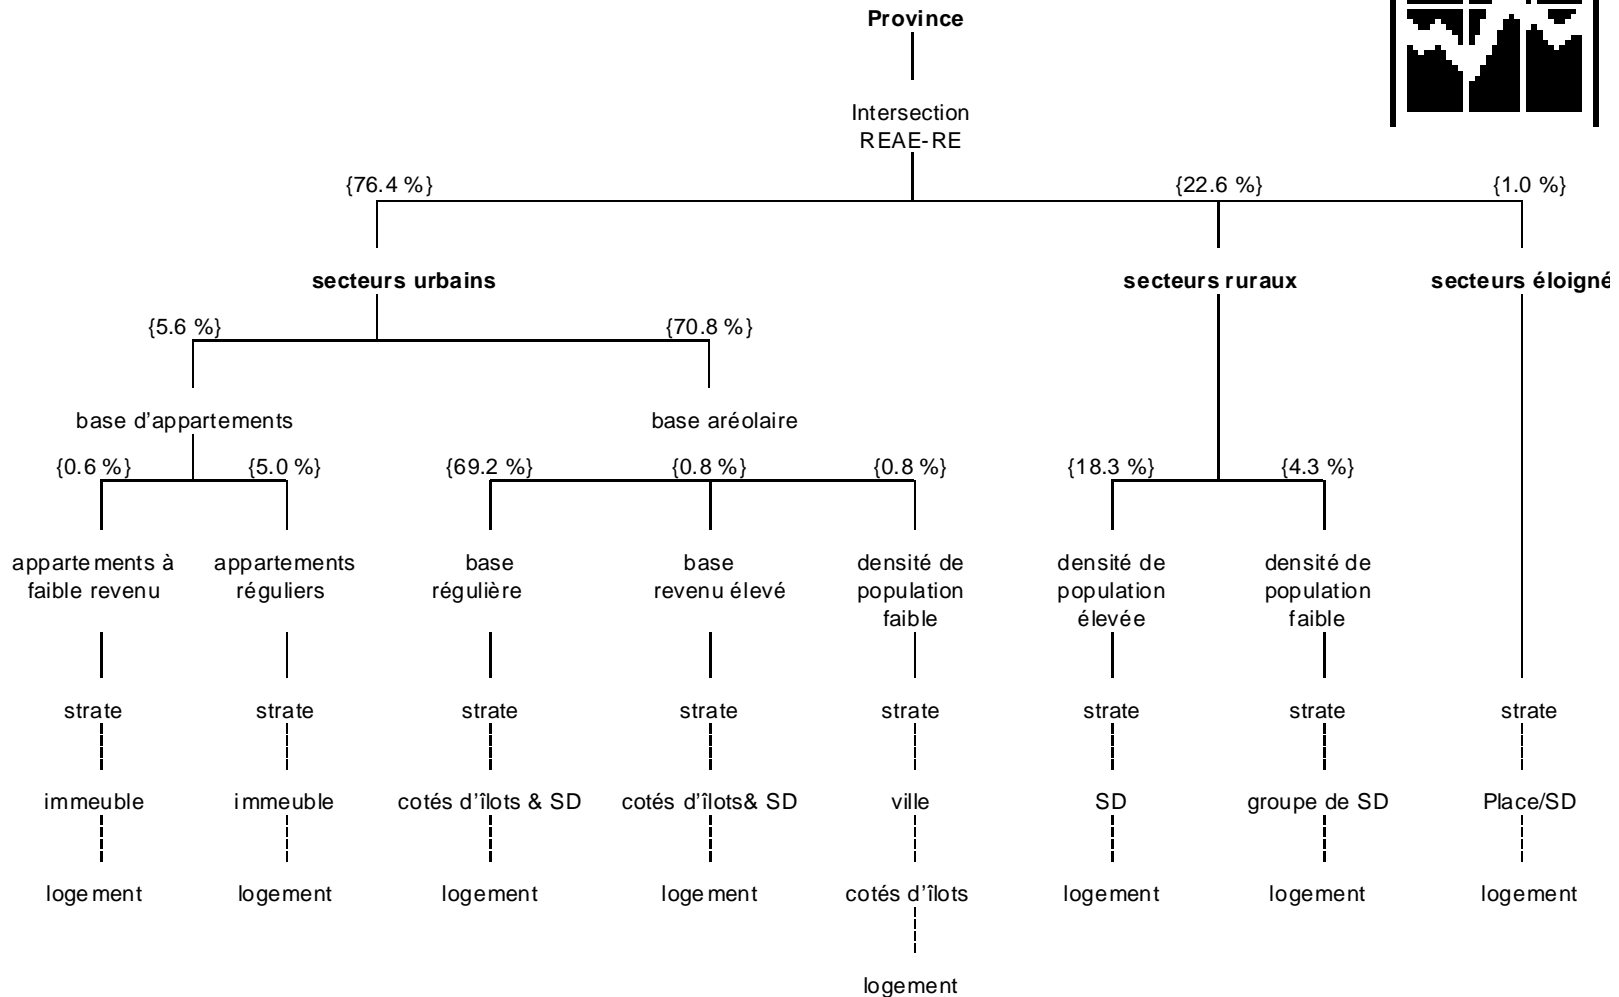 Province
Intersection
REAE-RE
{76.4 %} {22.6 %} {1.0 %}
secteurs urbains secteurs ruraux secteurs éloigné
{5.6 %} {70.8 %}
base d'appartements base aréolaire
{0.6 %} {5.0 %} {69.2 %} {0.8 %} {0.8 %} {18.3 %} {4.3 %}
appartements à appartements base base densité de densité de densité de
faible revenu réguliers régulière revenu élevé population population population
faible élevée faible
strate strate strate strate strate strate strate strate
immeuble immeuble cotés d'îlots & SD cotés d'îlots& SD ville SD groupe de SD Place/SD
logement logement logement logement cotés d'îlots logement logement logement
logement